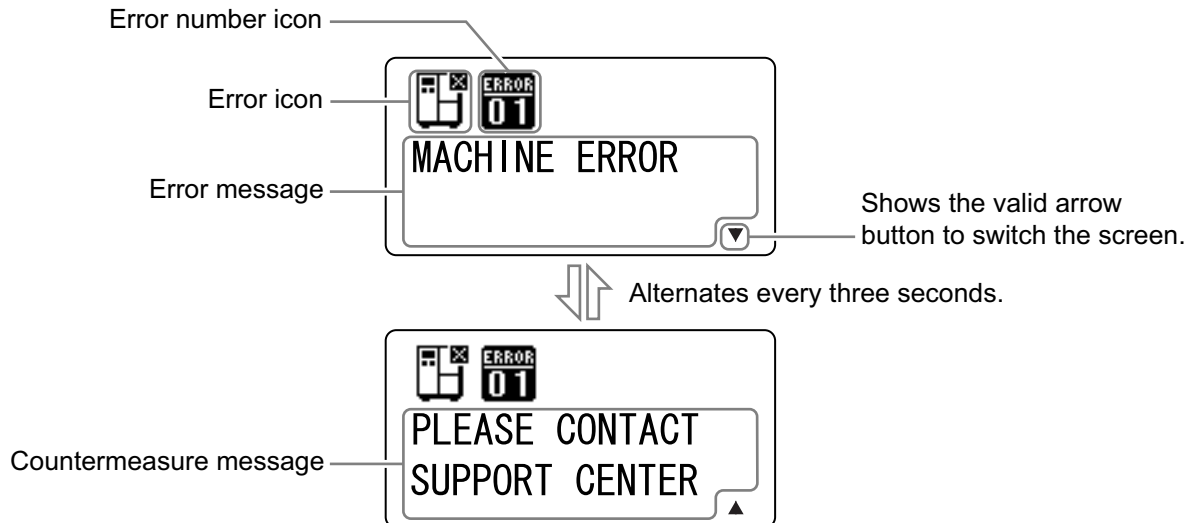 Error number icon
Error icon
ERROR
01
MACHINE ERROR
Error message
Shows the valid arrow
button to switch the screen.
▼
Alternates every three seconds.
ERROR
01
PLEASE CONTACT
SUPPORT CENTER
Countermeasure message
▲